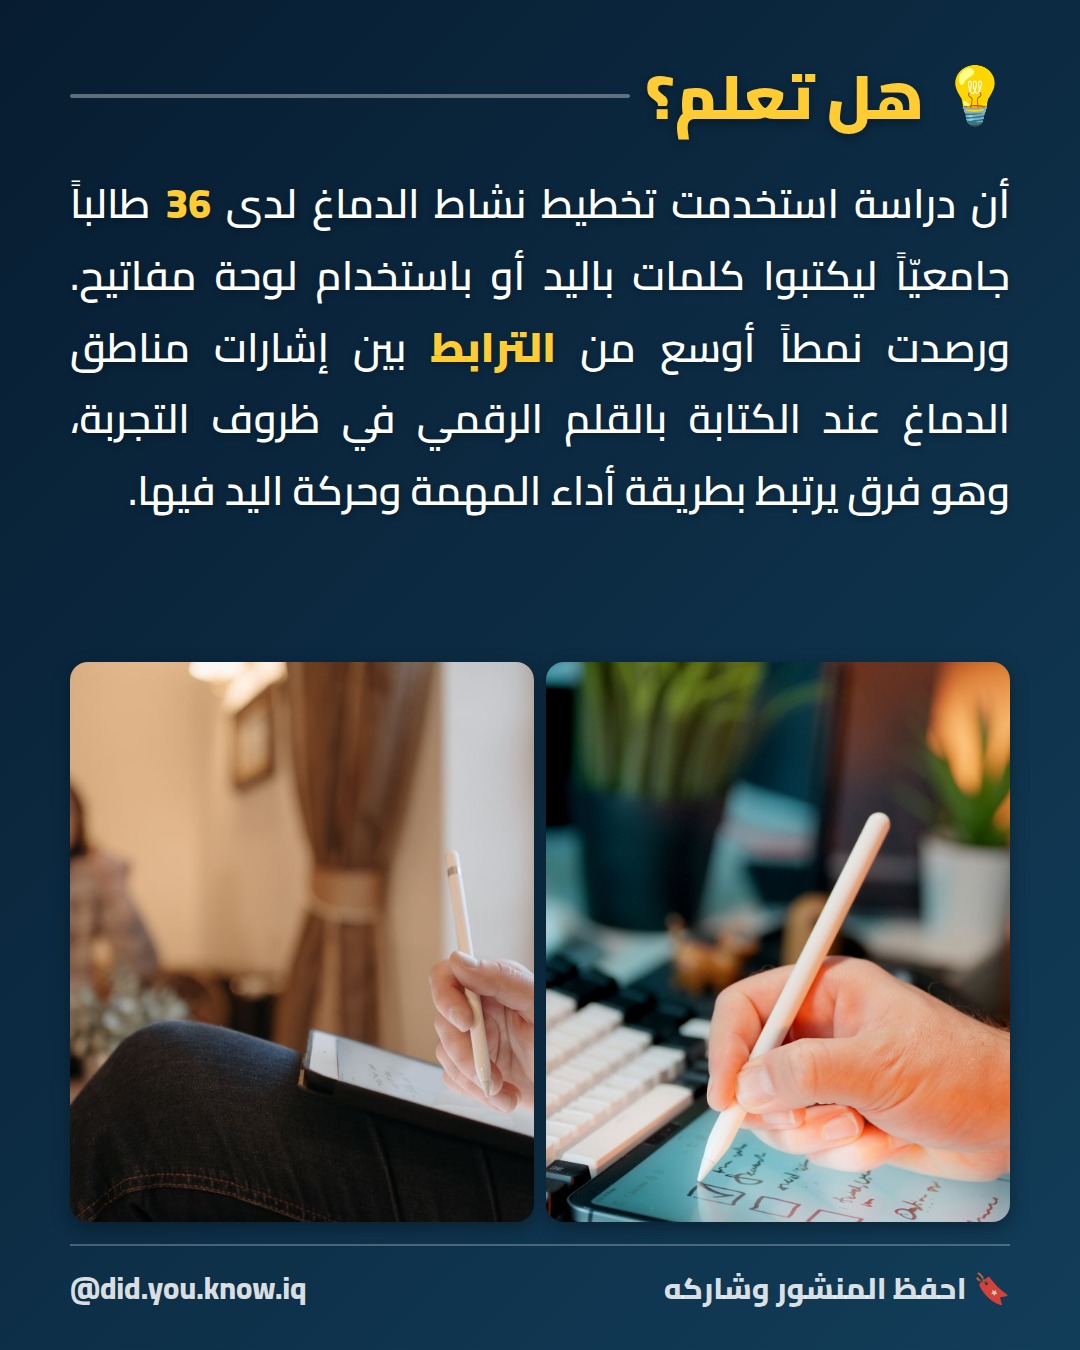 هل تعلم؟
أن دراسة استخدمت تخطيط نشاط الدماغ لدى 36 طالباً
جامعيّاً ليكتبوا كلمات باليد أو باستخدام لوحة مفاتيح.
ورصدت نمطاً أوسع من الترابط بين إشارات مناطق
الدماغ عند الكتابة بالقلم الرقمي في ظروف التجربة،
وهو فرق يرتبط بطريقة أداء المهمة وحركة اليد فيها.
احفظ المنشور وشاركه
@did.you.know.iq